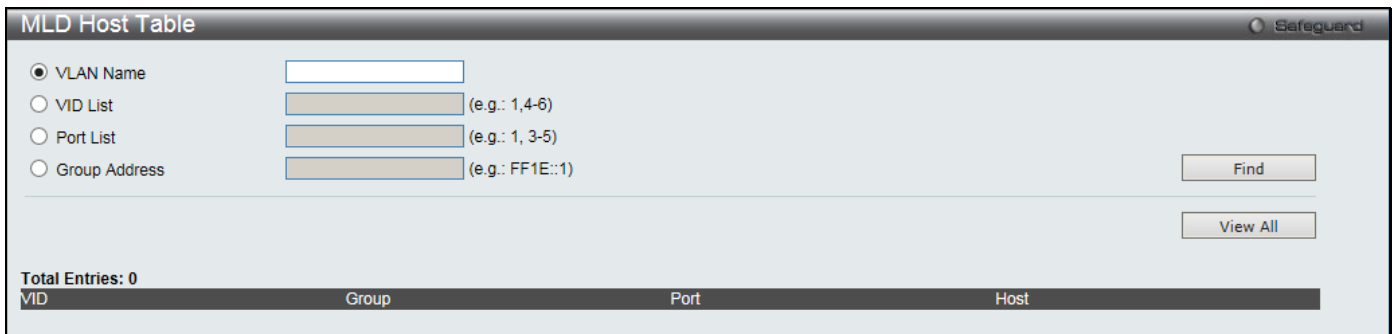 MLD Host Table
Safeguard
VLAN Name
VID List (e.g.: 1,4-6)
Port List (e.g.: 1, 3-5)
Group Address (e.g.: FF1E::1) Find
View All
Total Entries: 0
VID Group Port Host